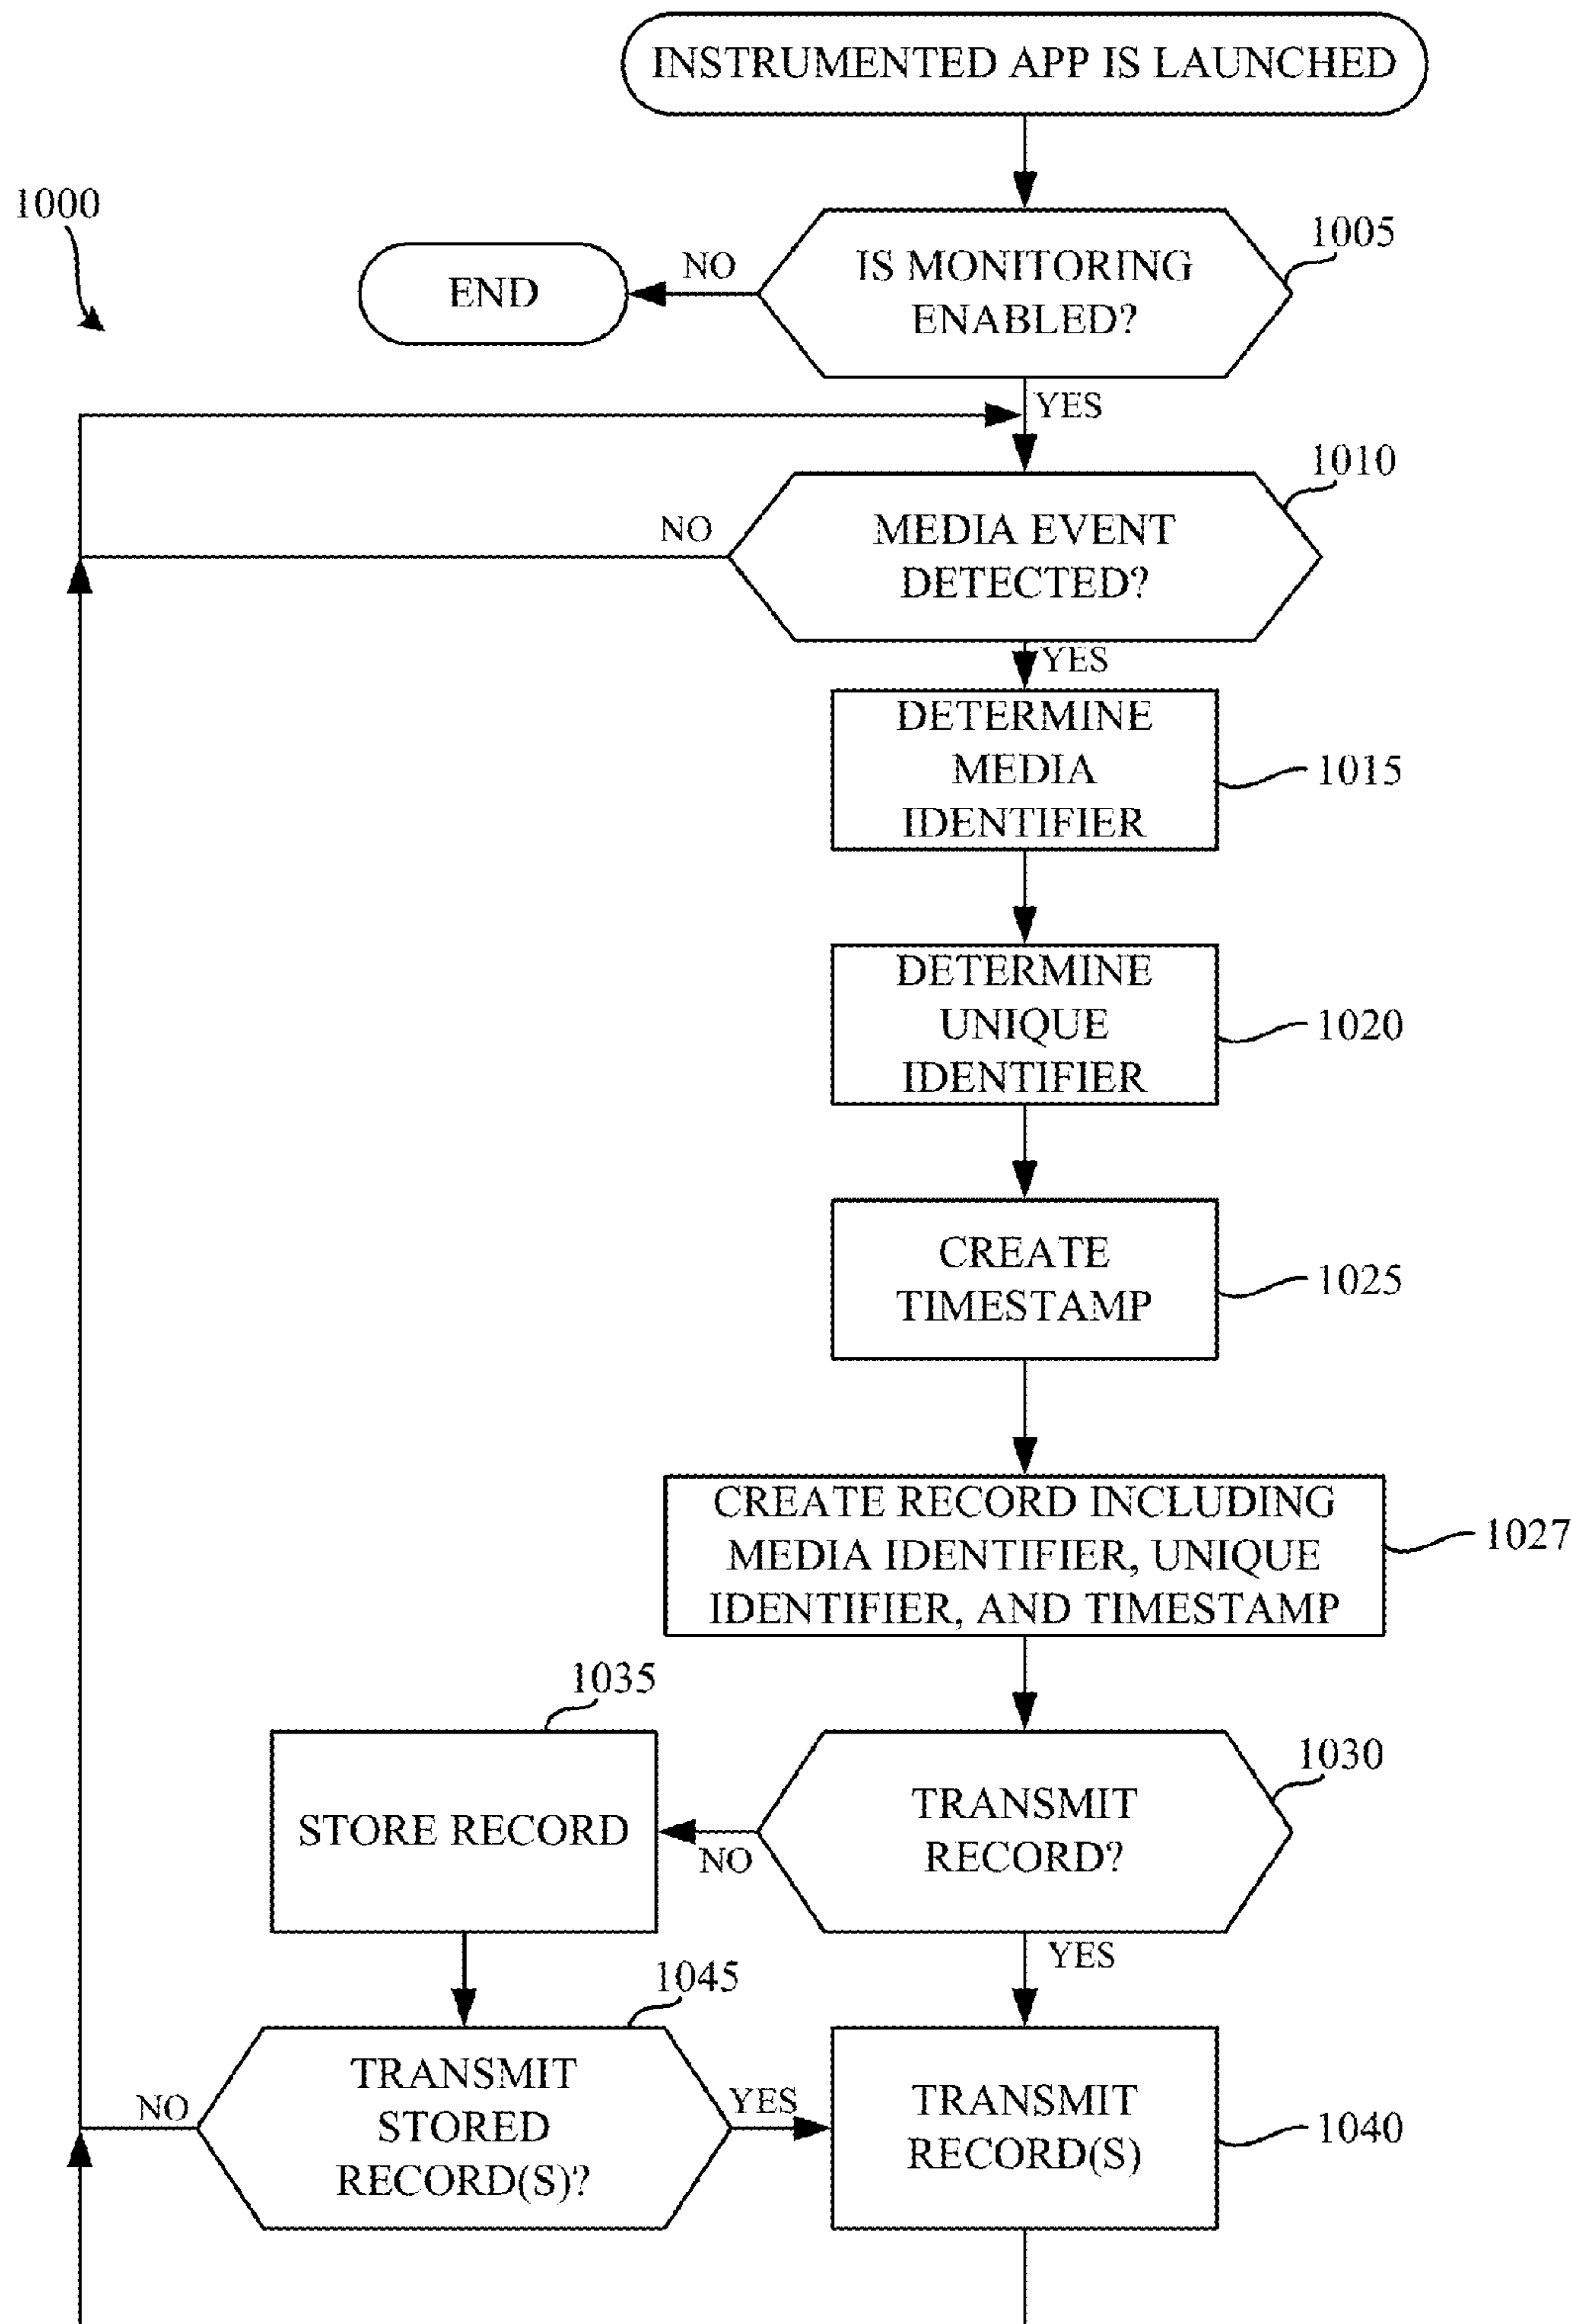 INSTRUMENTED APP IS LAUNCHED
1000
1005
IS MONITORING
ENABLED?
NO
END
YES
1010
MEDIA EVENT
DETECTED?
NO
YES
DETERMINE
MEDIA
IDENTIFIER
1015
DETERMINE
UNIQUE
IDENTIFIER
1020
CREATE
TIMESTAMP
1025
CREATE RECORD INCLUDING
MEDIA IDENTIFIER, UNIQUE
IDENTIFIER, AND TIMESTAMP
1027
1035
STORE RECORD
1030
TRANSMIT
RECORD?
NO
YES
1045
TRANSMIT
STORED
RECORD(S)?
NO
YES
TRANSMIT
RECORD(S)
1040